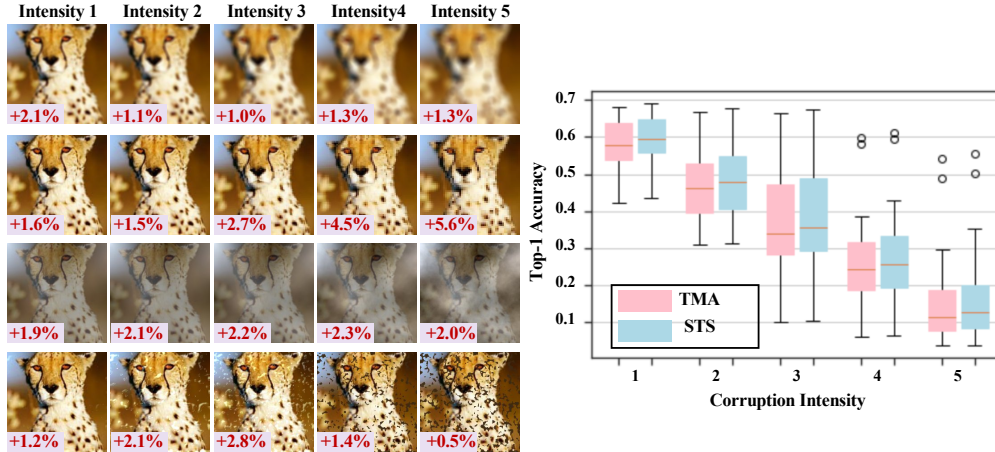 Intensity 1 Intensity 2 Intensity 3 Intensity4 Intensity 5
+2.1% +1.1% +1.0% +1.3% +1.3%
+1.6% +1.5% +2.7% +4.5% +5.6%
+1.9% +2.1% +2.2% +2.3% +2.0%
+1.2% +2.1% +2.8% +1.4% +0.5%
Top-1 Accuracy
0.7
0.6
0.5
0.4
0.3
0.2
0.1
TMA
STS
1 2 3 4 5
Corruption Intensity